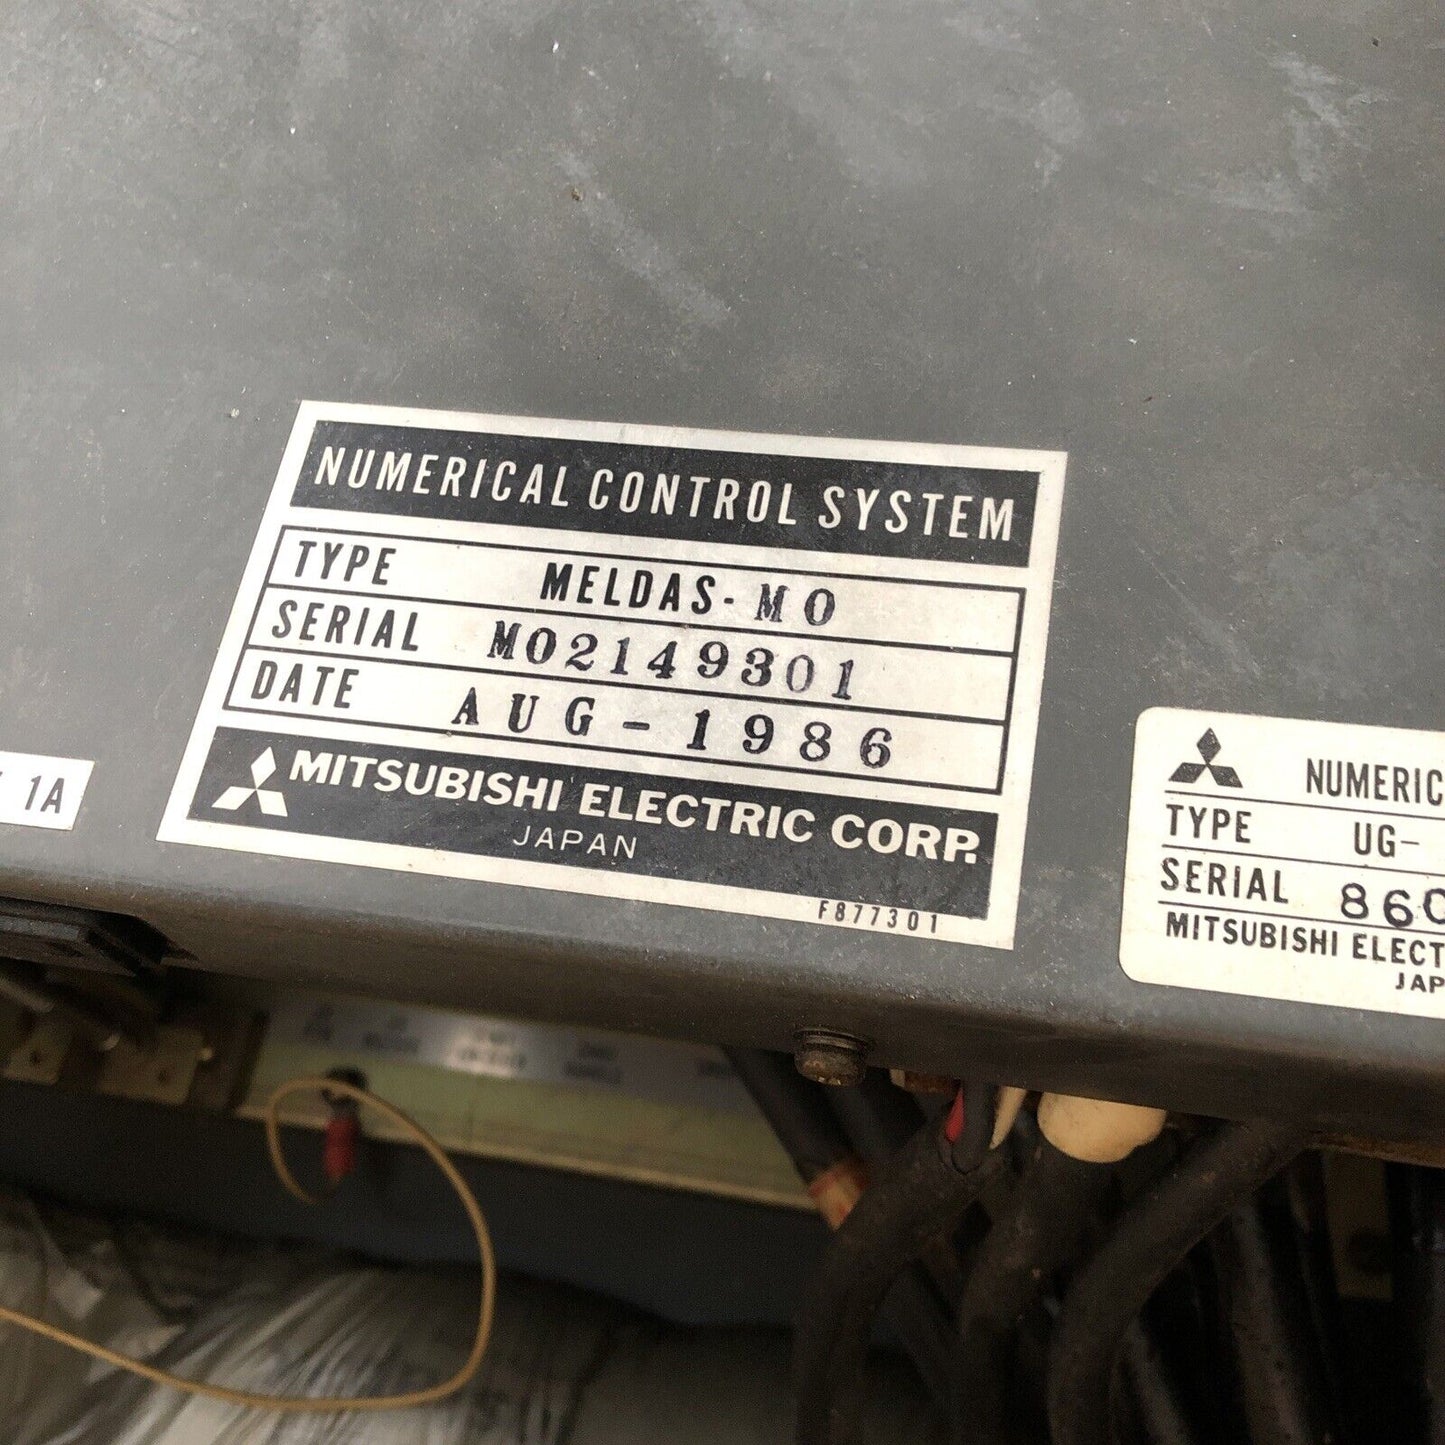 NUMERICAL CONTROL SYSTEM
TYPE MELDAS-M0
SERIAL M02149301
DATE AUG-1986
MITSUBISHI ELECTRIC CORP.
JAPAN
F877301
1A
NUMERIC
TYPE UG-
SERIAL 860
MITSUBISHI ELECT
JAP